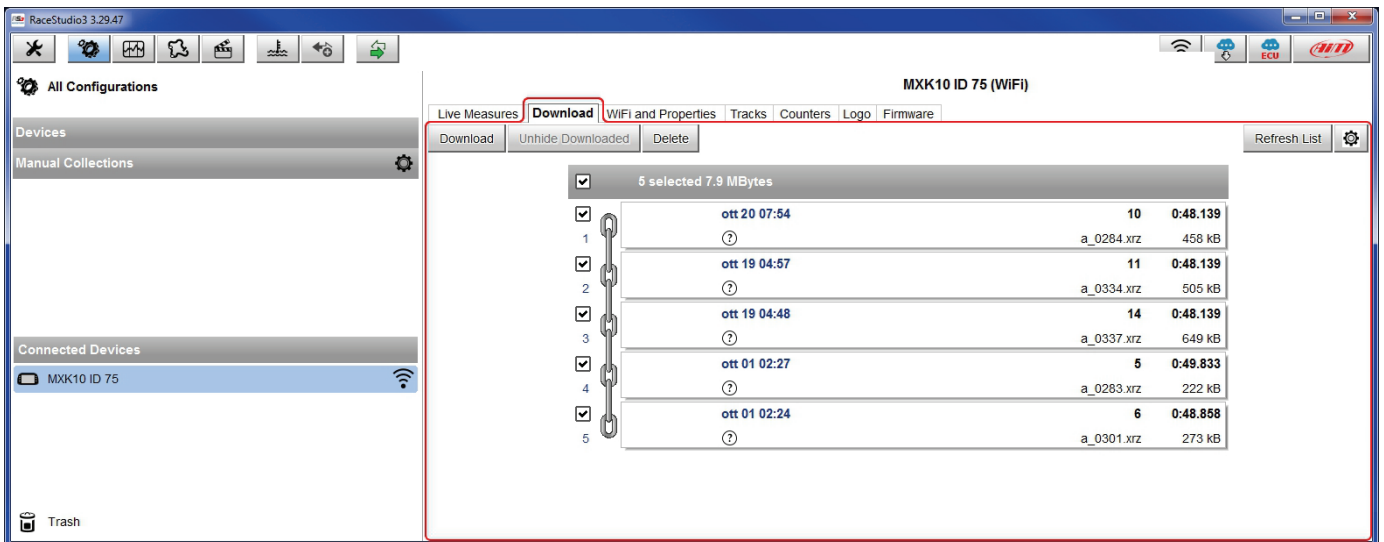 RaceStudio3 3.29.47
ECU
AiM
All Configurations
MXK10 ID 75 (WiFi)
Live Measures Download WiFi and Properties Tracks Counters Logo Firmware
Devices
Download Unhide Downloaded Delete Refresh List
Manual Collections
5 selected 7.9 MBytes
ott 20 07:54 10 0:48.139
1 ? a_0284.xrz 458 kB
ott 19 04:57 11 0:48.139
2 ? a_0334.xrz 505 kB
ott 19 04:48 14 0:48.139
3 ? a_0337.xrz 649 kB
Connected Devices
ott 01 02:27 5 0:49.833
MXK10 ID 75
4 ? a_0283.xrz 222 kB
ott 01 02:24 6 0:48.858
5 ? a_0301.xrz 273 kB
Trash